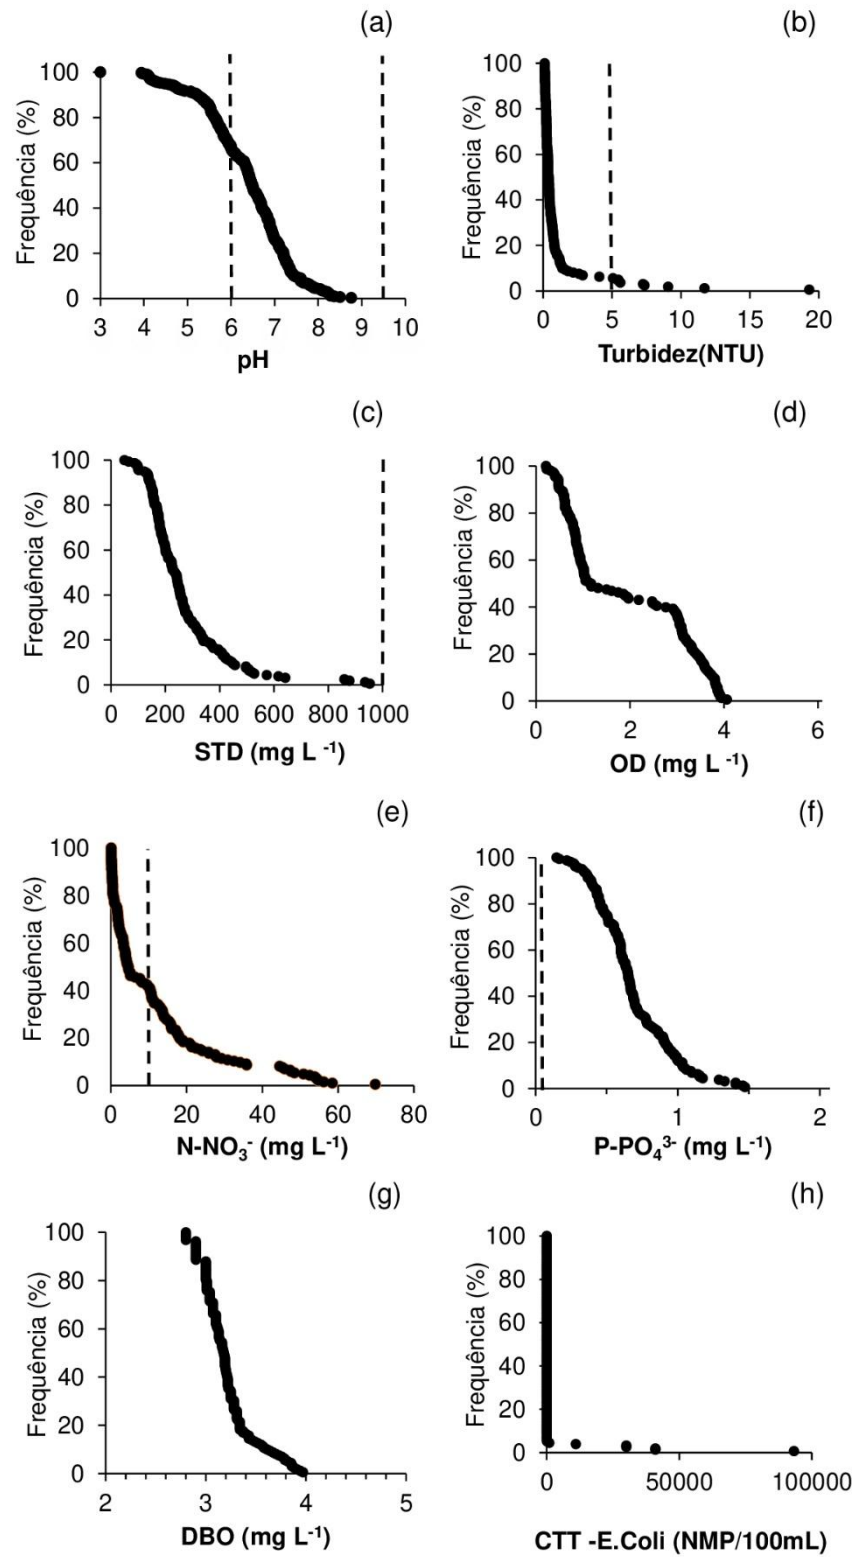 (a)
Frequência (%)
100
80
60
40
20
0
3 4 5 6 7 8 9 10
pH
(b)
Frequência (%)
100
80
60
40
20
0
0 5 10 15 20
Turbidez(NTU)
(c)
Frequência (%)
100
80
60
40
20
0
0 200 400 600 800 1000
STD (mg L -1)
(d)
Frequência (%)
100
80
60
40
20
0
0 2 4 6
OD (mg L -1)
(e)
Frequência (%)
100
80
60
40
20
0
0 20 40 60 80
N-NO₃⁻ (mg L⁻¹)
(f)
Frequência (%)
100
80
60
40
20
0
0 1 2
P-PO₄³⁻ (mg L⁻¹)
(g)
Frequência (%)
100
80
60
40
20
0
2 3 4 5
DBO (mg L⁻¹)
(h)
Frequência (%)
100
80
60
40
20
0
0 50000 100000
CTT -E.Coli (NMP/100mL)